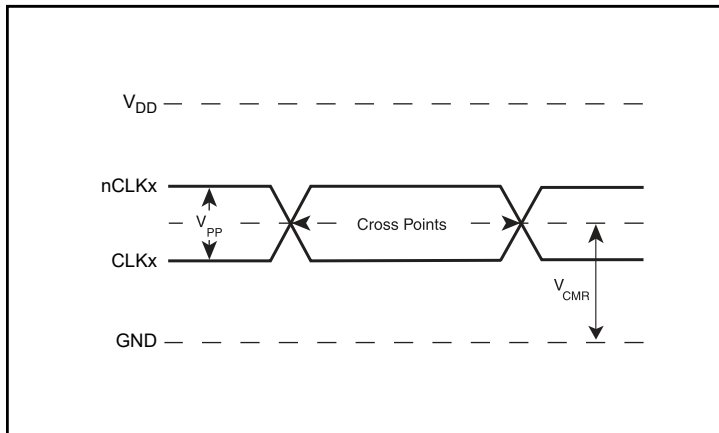 VDD
nCLKx
VPP
Cross Points
CLKx
VCMR
GND